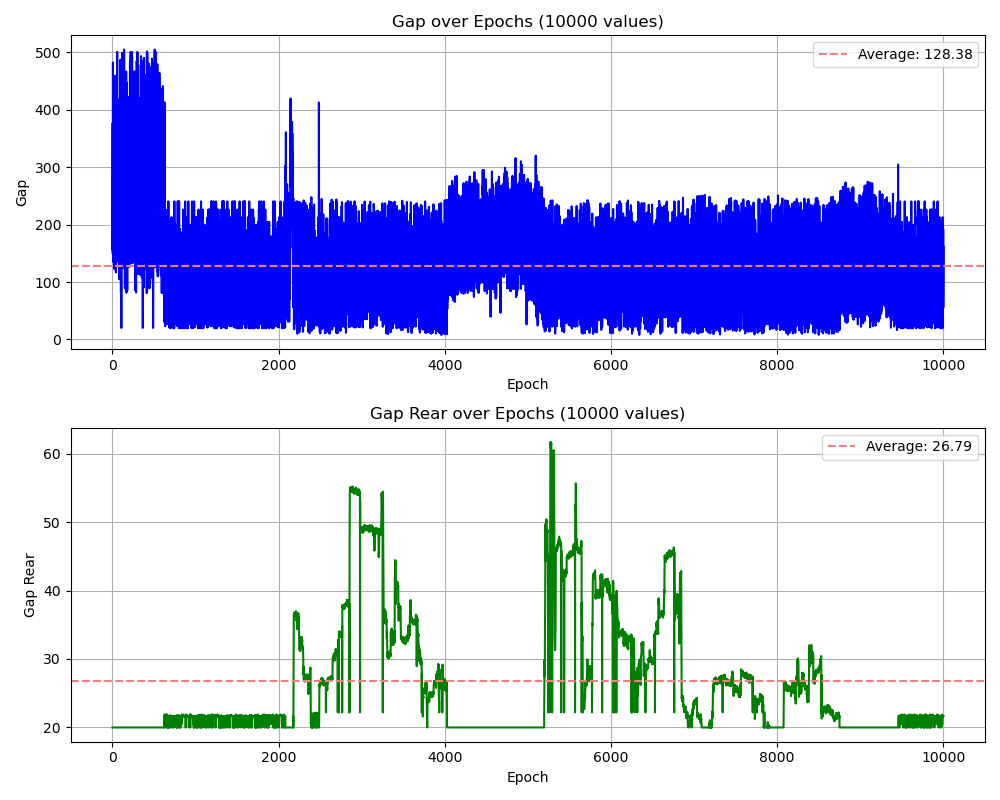 Gap over Epochs (10000 values)
Average: 128.38
Gap
500
400
300
200
100
0
0 2000 4000 6000 8000 10000
Epoch
Gap Rear over Epochs (10000 values)
Average: 26.79
Gap Rear
60
50
40
30
20
0 2000 4000 6000 8000 10000
Epoch